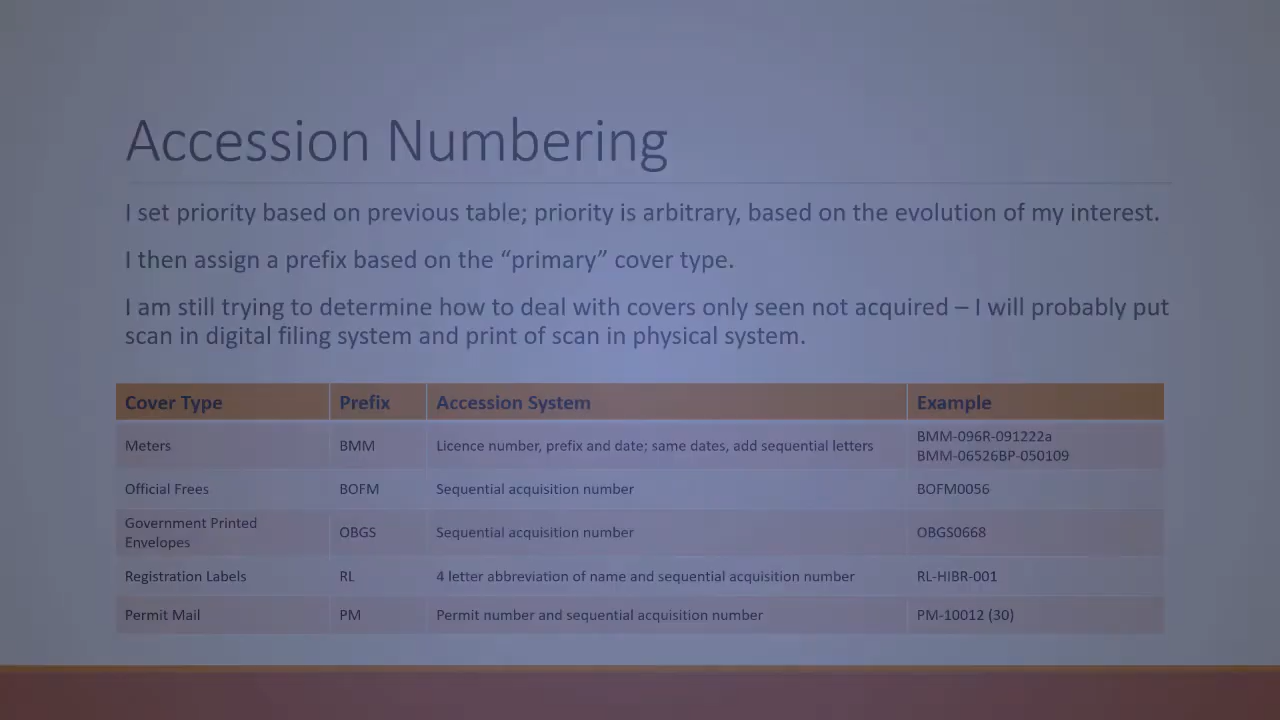 Accession Numbering
I set priority based on previous table; priority is arbitrary, based on the evolution of my interest.
I then assign a prefix based on the “primary” cover type.
I am still trying to determine how to deal with covers only seen not acquired – I will probably put
scan in digital filing system and print of scan in physical system.
Cover Type Prefix Accession System Example
Meters BMM Licence number, prefix and date; same dates, add sequential letters BMM-096R-091222a
BMM-06526BP-050109
Official Frees BOFM Sequential acquisition number BOFM0056
Government Printed
Envelopes OBGS Sequential acquisition number OBGS0668
Registration Labels RL 4 letter abbreviation of name and sequential acquisition number RL-HIBR-001
Permit Mail PM Permit number and sequential acquisition number PM-10012 (30)